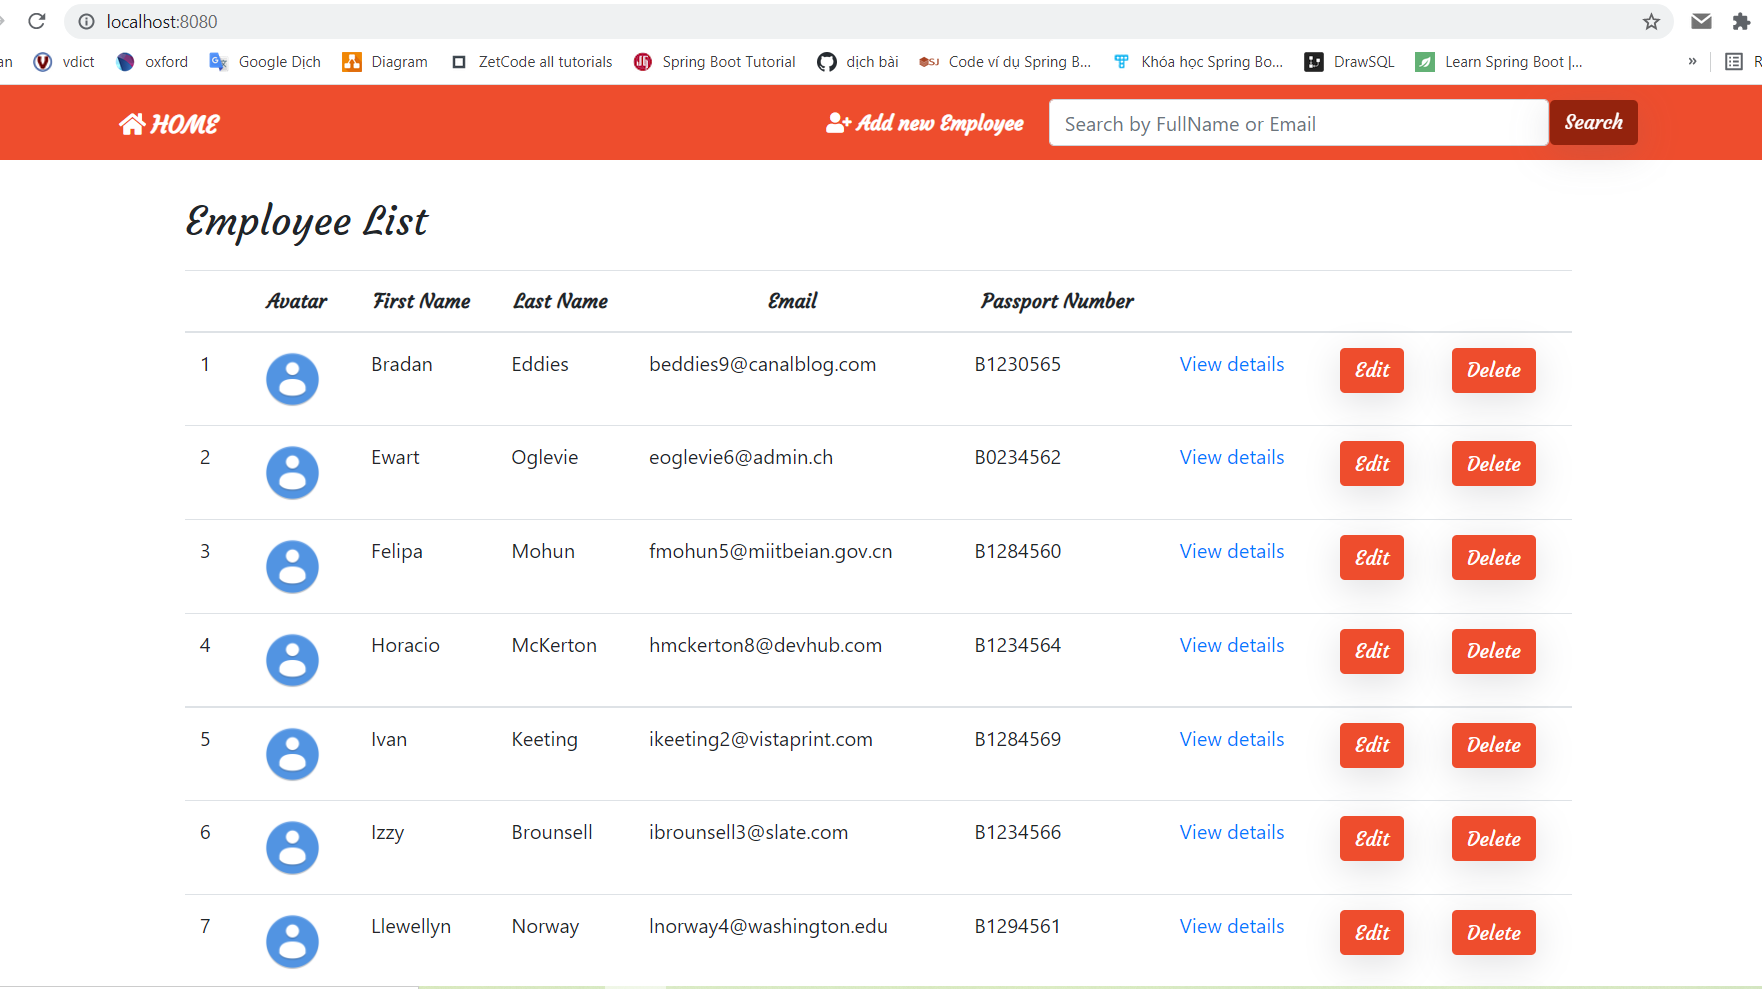 localhost:8080
an vdict oxford Google Dịch Diagram ZetCode all tutorials Spring Boot Tutorial dịch bài Code ví dụ Spring B... Khóa học Spring Bo... DrawSQL Learn Spring Boot |... » R
HOME Add new Employee Search by FullName or Email Search
Employee List
Avatar First Name Last Name Email Passport Number
1 Bradan Eddies beddies9@canalblog.com B1230565 View details Edit Delete
2 Ewart Oglevie eoglevie6@admin.ch B0234562 View details Edit Delete
3 Felipa Mohun fmohun5@miitbeian.gov.cn B1284560 View details Edit Delete
4 Horacio McKerton hmckerton8@devhub.com B1234564 View details Edit Delete
5 Ivan Keeting ikeeting2@vistaprint.com B1284569 View details Edit Delete
6 Izzy Brounsell ibrounsell3@slate.com B1234566 View details Edit Delete
7 Llewellyn Norway lnorway4@washington.edu B1294561 View details Edit Delete